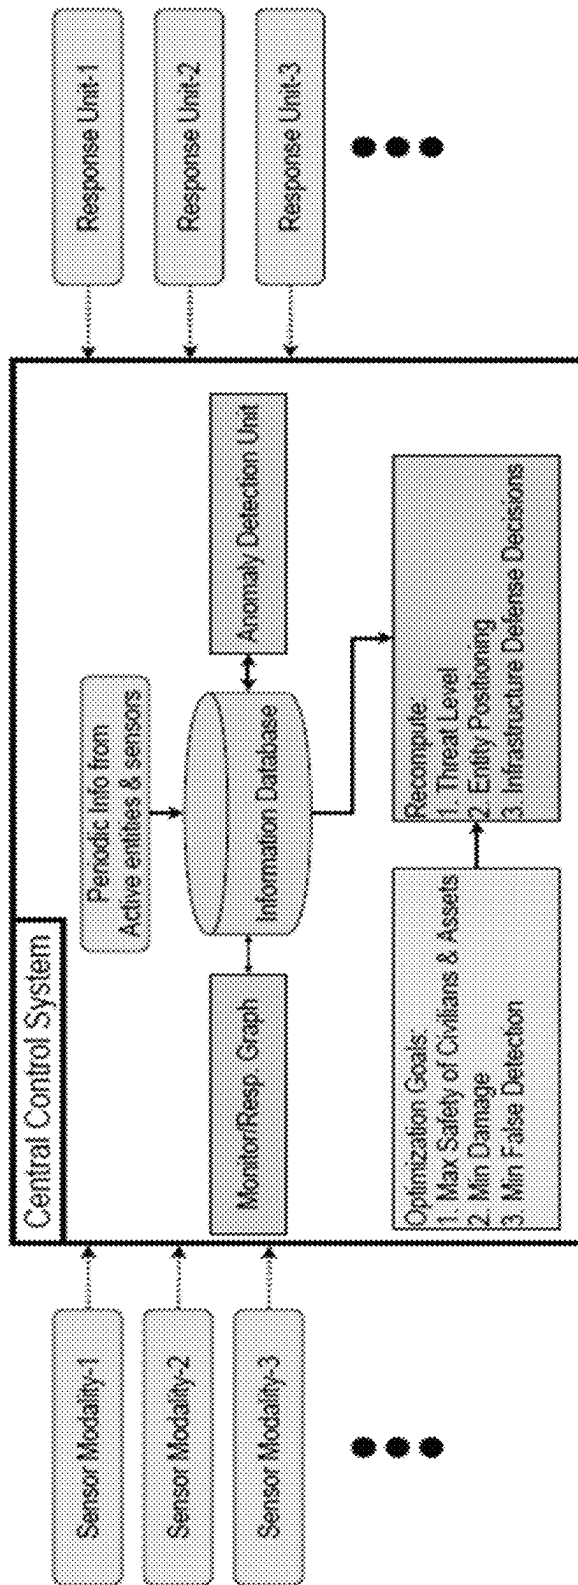 Central Control System
Sensor Modality-1
Sensor Modality-2
Sensor Modality-3
Periodic Info from
Active entities & sensors
Monitor/Resp. Graph
Information Database
Anomaly Detection Unit
Optimization Goals:
1. Max Safety of Civilians & Assets
2. Min Damage
3. Min False Detection
Recompute:
1. Threat Level
2. Entity Positioning
3. Infrastructure Defense Decisions
Response Unit-1
Response Unit-2
Response Unit-3